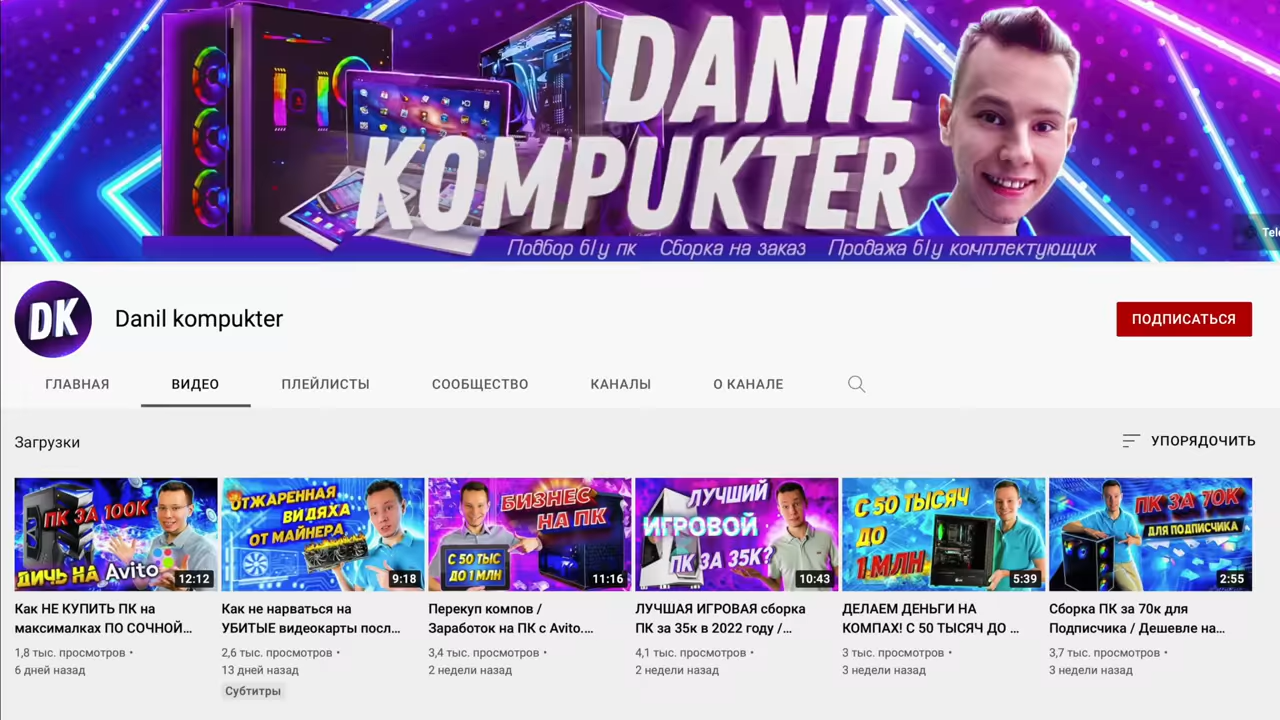 DANIL
KOMPUKTER
Подбор б/у пк Сборка на заказ Продажа б/у комплектующих
DK
Danil kompukter
ПОДПИСАТЬСЯ
ГЛАВНАЯ ВИДЕО ПЛЕЙЛИСТЫ СООБЩЕСТВО КАНАЛЫ О КАНАЛЕ
Загрузки
УПОРЯДОЧИТЬ
ПК ЗА 100К
ДИЧЬ НА Avito
12:12
Как НЕ КУПИТЬ ПК на
максималках ПО СОЧНОЙ...
1,8 тыс. просмотров •
6 дней назад
ОТЖАРЕННАЯ
ВИДЯХА
ОТ МАЙНЕРА
9:18
Как не нарваться на
УБИТЫЕ видеокарты посл...
2,6 тыс. просмотров •
13 дней назад
Субтитры
БИЗНЕС
НА ПК
С 50 ТЫС
ДО 1 МЛН
11:16
Перекуп компов /
Заработок на ПК с Avito....
3,4 тыс. просмотров •
2 недели назад
ЛУЧШИЙ
ИГРОВОЙ
ПК ЗА 35К?
10:43
ЛУЧШАЯ ИГРОВАЯ сборка
ПК за 35к в 2022 году /...
4,1 тыс. просмотров •
2 недели назад
С 50 ТЫСЯЧ
ДО
1 МЛН
5:39
ДЕЛАЕМ ДЕНЬГИ НА
КОМПАХ! С 50 ТЫСЯЧ ДО ...
3 тыс. просмотров •
3 недели назад
ПК ЗА 70К
ДЛЯ ПОДПИСЧИКА
2:55
Сборка ПК за 70к для
Подписчика / Дешевле на...
3,7 тыс. просмотров •
3 недели назад